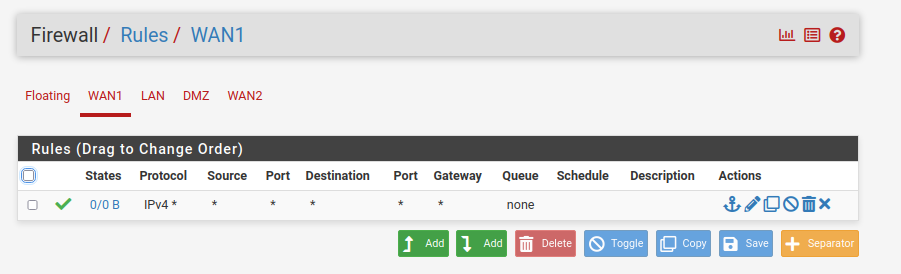 Firewall / Rules / WAN1
Floating WAN1 LAN DMZ WAN2
Rules (Drag to Change Order)
States Protocol Source Port Destination Port Gateway Queue Schedule Description Actions
0/0 B IPv4 * * * * * * none
Add Add Delete Toggle Copy Save Separator